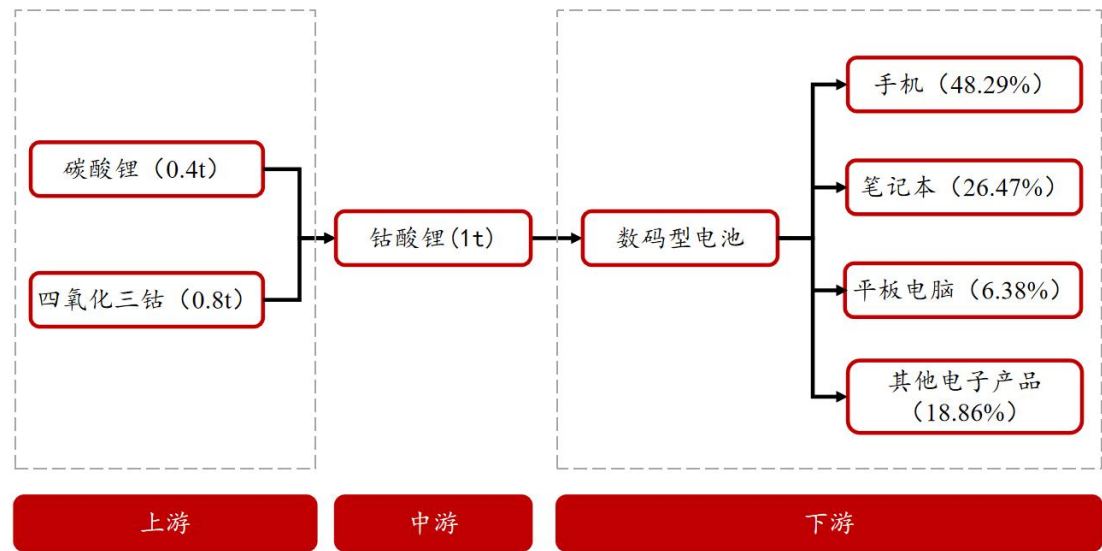 碳酸锂（0.4t）
四氧化三钴（0.8t）
钴酸锂(1t)
数码型电池
手机（48.29%）
笔记本（26.47%）
平板电脑（6.38%）
其他电子产品
（18.86%）
上游
中游
下游